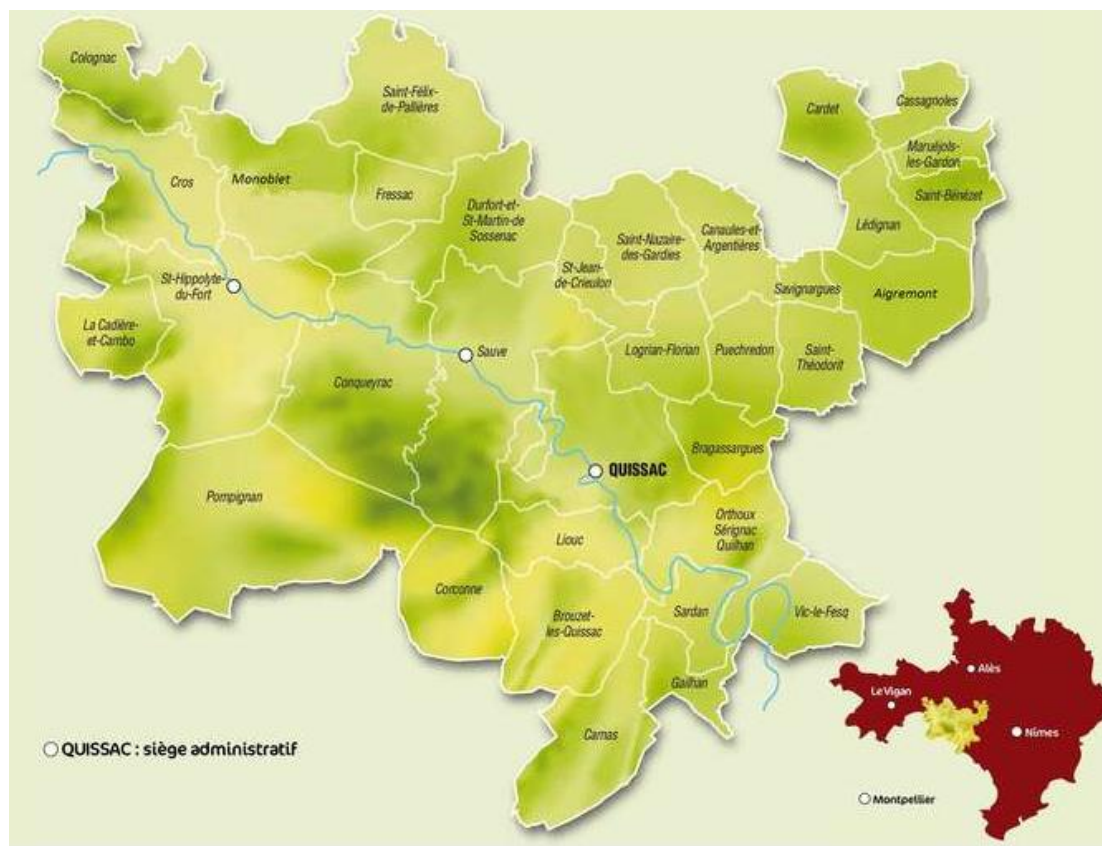 Colognac
Saint-Félix-
de-Pallières
Cardet
Cassagnoles
Maruéjols-
les-Gardon
Saint-Bénézet
Cros
Monoblet
Fressac
Durfort-et-
St-Martin-de
Sossenac
Lédignan
Saint-Nazaire-
des-Gardies
Canaules-et-
Argentières
St-Jean-
de-Crieulon
St-Hippolyte-
du-Fort
Savignargues
Aigremont
La Cadière-
et-Cambo
Sauve
Logrian-Florian
Puechredon
Saint-
Théodorit
Conqueyrac
Bragassargues
QUISSAC
Pompignan
Orthoux
Sérignac
Quilhan
Liouc
Corconne
Brouzet-
les-Quissac
Sardan
Vic-le-Fesq
Gailhan
Carnas
Alès
Le Vigan
Nîmes
Montpellier
QUISSAC : siège administratif